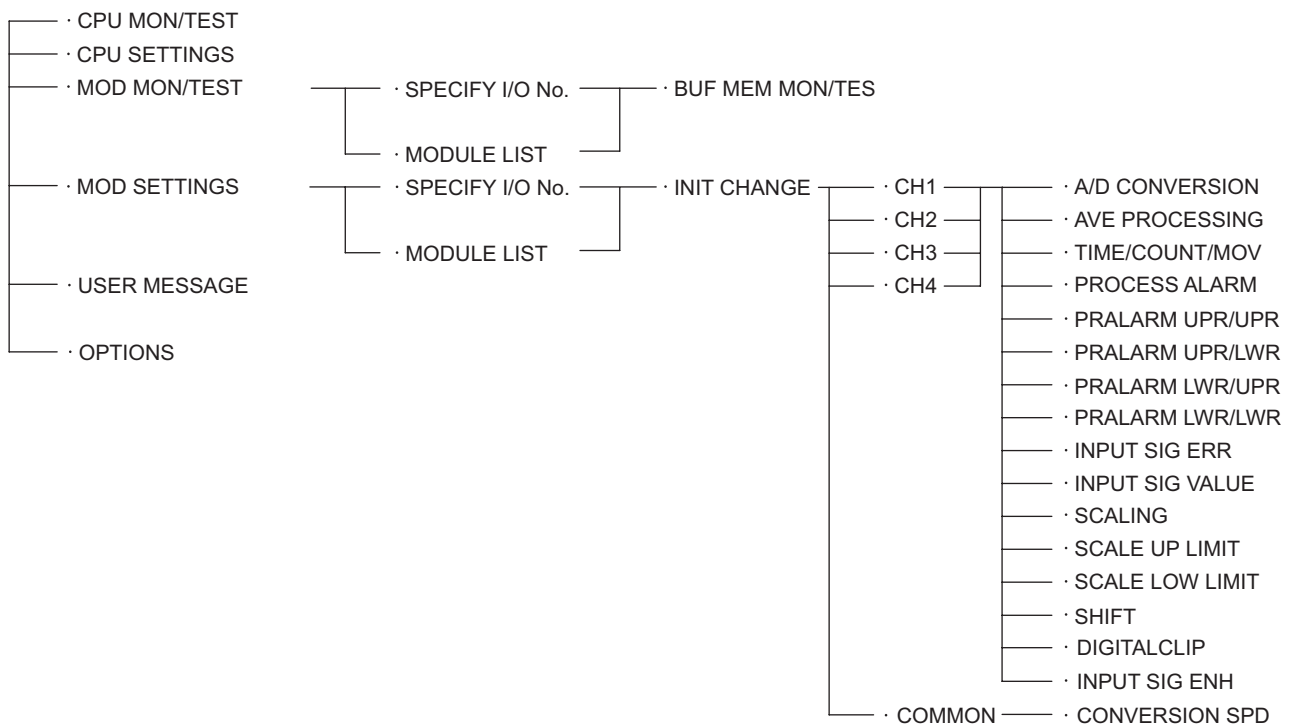 · CPU MON/TEST
· CPU SETTINGS
· MOD MON/TEST
· SPECIFY I/O No.
· BUF MEM MON/TES
· MODULE LIST
· MOD SETTINGS
· SPECIFY I/O No.
· INIT CHANGE
· CH1
· A/D CONVERSION
· CH2
· AVE PROCESSING
· MODULE LIST
· CH3
· TIME/COUNT/MOV
· USER MESSAGE
· CH4
· PROCESS ALARM
· PRALARM UPR/UPR
· OPTIONS
· PRALARM UPR/LWR
· PRALARM LWR/UPR
· PRALARM LWR/LWR
· INPUT SIG ERR
· INPUT SIG VALUE
· SCALING
· SCALE UP LIMIT
· SCALE LOW LIMIT
· SHIFT
· DIGITALCLIP
· INPUT SIG ENH
· COMMON
· CONVERSION SPD